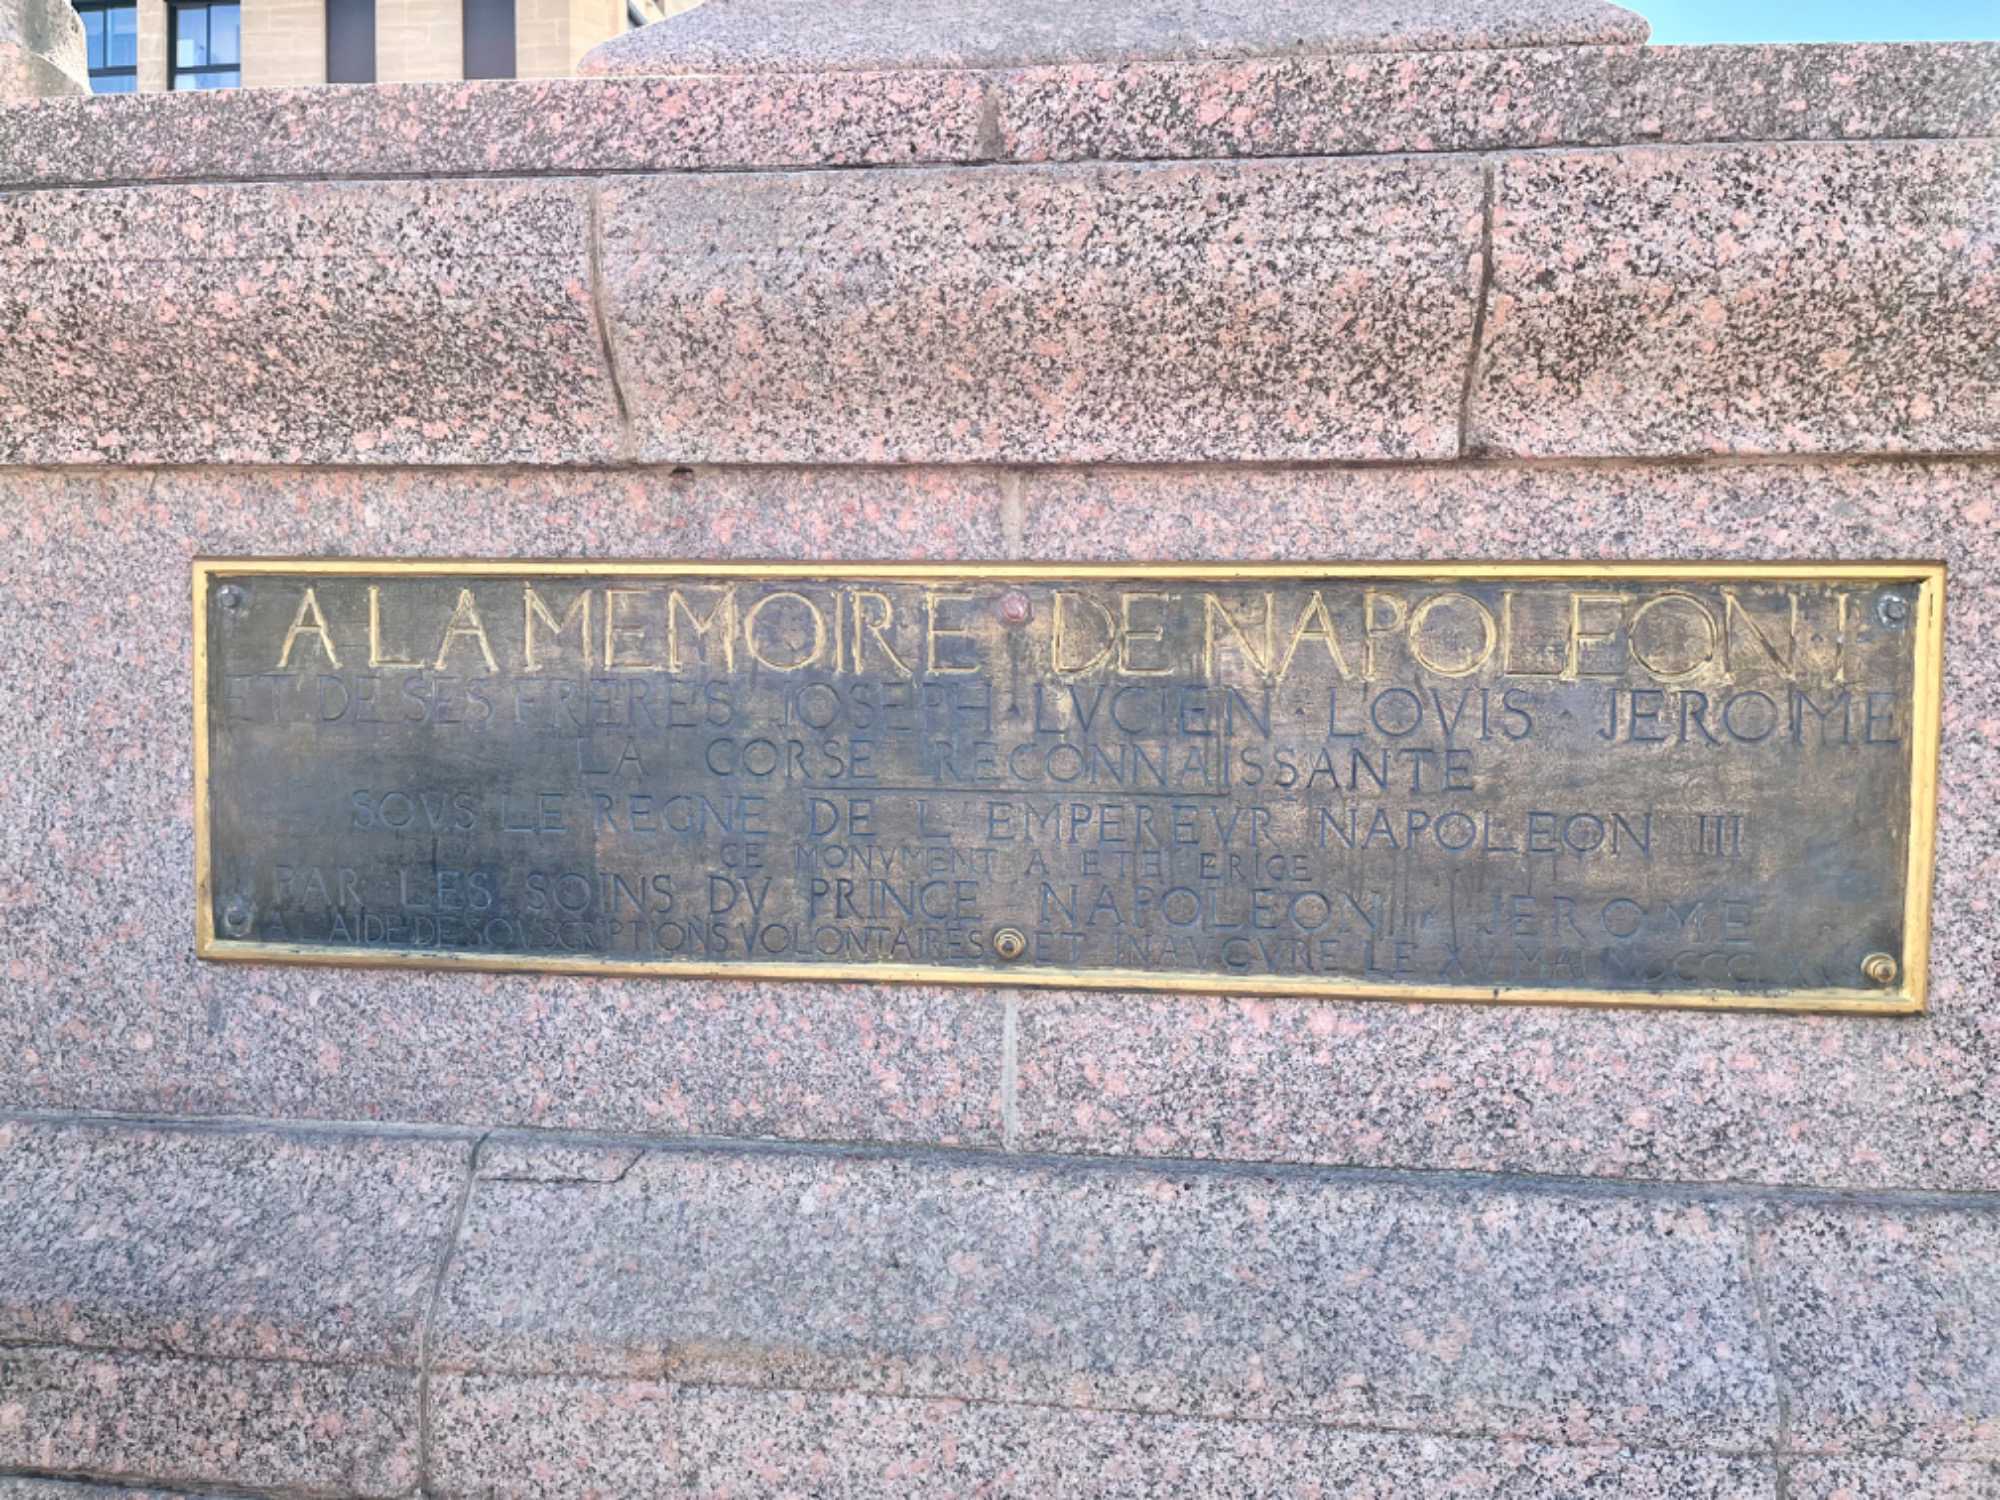 A LA MEMOIRE DE NAPOLEON I
ET DE SES FRERES JOSEPH · LVCIEN · LOVIS · JEROME
LA CORSE RECONNAISSANTE
SOVS LE REGNE DE L'EMPEREVR NAPOLEON III
CE MONVMENT A ETE ERIGE
PAR LES SOINS DV PRINCE NAPOLEON JEROME
A L'AIDE DE SOVSCRIPTIONS VOLONTAIRES ET INAVGVRE LE XV MAI